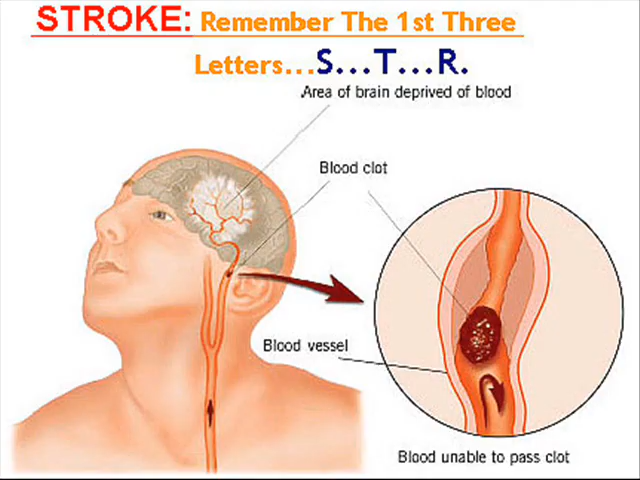 STROKE: Remember The 1st Three
Letters...S...T...R.
Area of brain deprived of blood
Blood clot
Blood vessel
Blood unable to pass clot